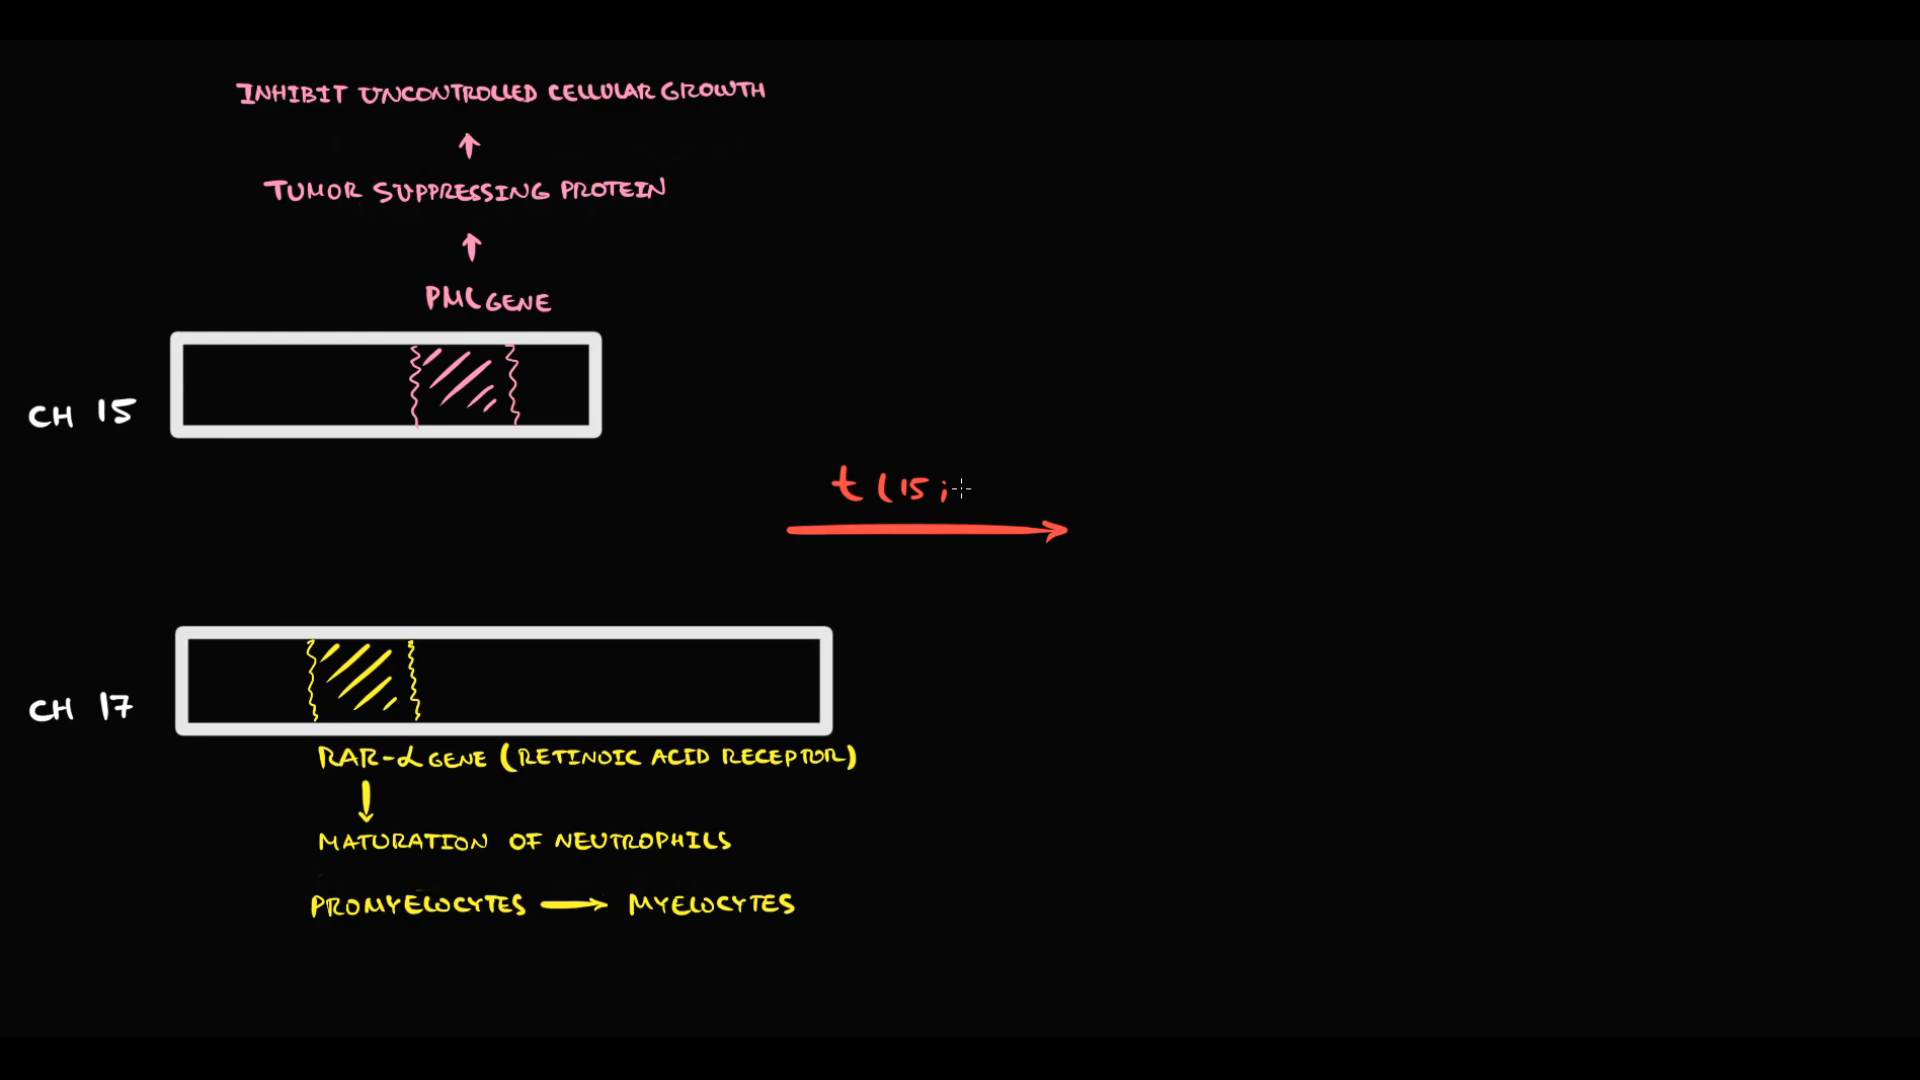 INHIBIT UNCONTROLLED CELLULAR GROWTH
↑
TUMOR SUPPRESSING PROTEIN
↑
PML GENE
CH 15
t (15;
CH 17
RAR-α GENE (RETINOIC ACID RECEPTOR)
↓
MATURATION OF NEUTROPHILS
PROMYELOCYTES → MYELOCYTES